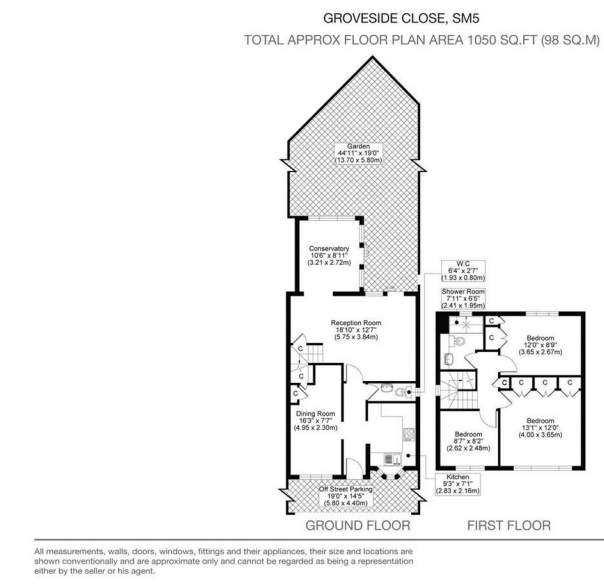 GROVESIDE CLOSE, SM5
TOTAL APPROX FLOOR PLAN AREA 1050 SQ.FT (98 SQ.M)
Garden
44'11" x 19'0"
(13.70 x 5.80m)
Conservatory
10'6" x 8'11"
(3.21 x 2.72m)
W.C
6'4" x 2'7"
(1.93 x 0.80m)
Shower Room
7'11" x 6'5"
(2.41 x 1.95m)
Reception Room
18'10" x 12'7"
(5.75 x 3.84m)
C
C
C
Dining Room
16'3" x 7'7"
(4.95 x 2.30m)
Kitchen
9'3" x 7'1"
(2.83 x 2.16m)
Off Street Parking
19'0" x 14'5"
(5.80 x 4.40m)
C
C
Bedroom
12'0" x 8'9"
(3.65 x 2.67m)
C
C
C
C
Bedroom
13'1" x 12'0"
(4.00 x 3.65m)
Bedroom
8'7" x 8'2"
(2.62 x 2.48m)
GROUND FLOOR
FIRST FLOOR
All measurements, walls, doors, windows, fittings and their appliances, their size and locations are
shown conventionally and are approximate only and cannot be regarded as being a representation
either by the seller or his agent.